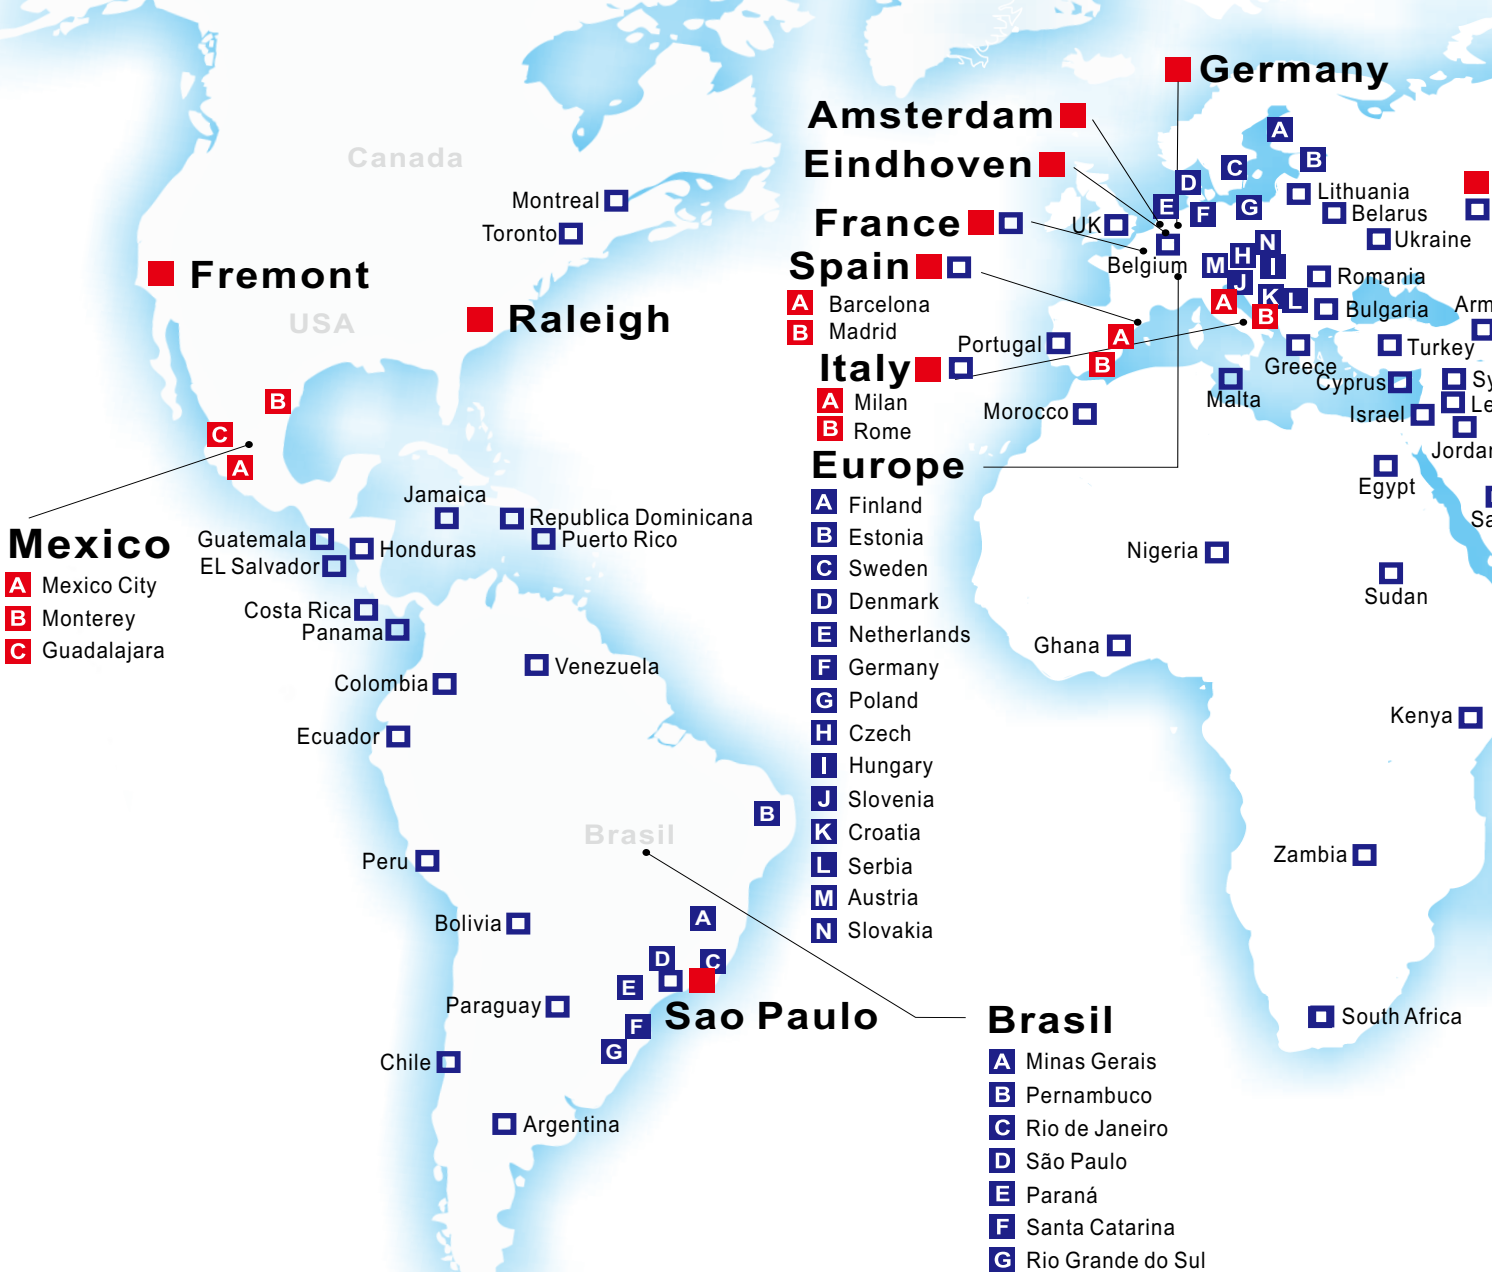 Germany
Amsterdam
Eindhoven
Canada
Montreal
Toronto
Fremont
USA
Raleigh
B
C
A
Mexico
A Mexico City
B Monterey
C Guadalajara
Jamaica
Republica Dominicana
Puerto Rico
Guatemala
Honduras
EL Salvador
Costa Rica
Panama
Venezuela
Colombia
Ecuador
Brasil
B
Peru
A
Bolivia
D
C
E
Sao Paulo
Paraguay
F
G
Chile
Argentina
France
Spain
A Barcelona
B Madrid
Italy
A Milan
B Rome
Europe
A Finland
B Estonia
C Sweden
D Denmark
E Netherlands
F Germany
G Poland
H Czech
I Hungary
J Slovenia
K Croatia
L Serbia
M Austria
N Slovakia
Brasil
A Minas Gerais
B Pernambuco
C Rio de Janeiro
D São Paulo
E Paraná
F Santa Catarina
G Rio Grande do Sul
A
B
C
D
E
F
G
Lithuania
Belarus
Ukraine
UK
Belgium
N
H
M
I
J
K
L
A
B
Romania
Bulgaria
Arm
Portugal
A
B
Greece
Turkey
Cyprus
Sy
Le
Malta
Israel
Morocco
Jordan
Egypt
Sa
Nigeria
Sudan
Ghana
Kenya
Zambia
South Africa